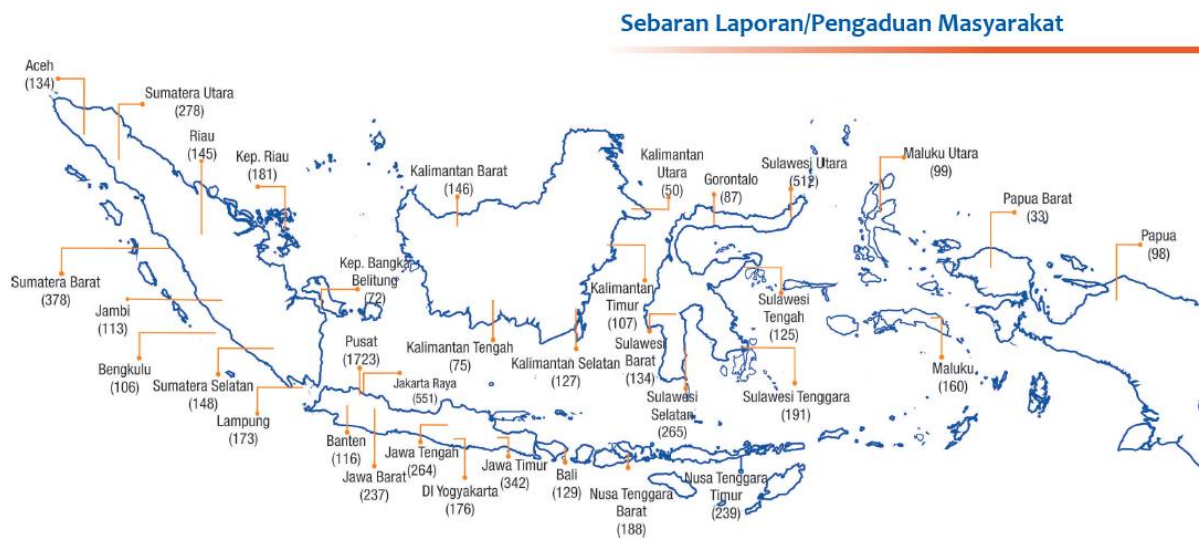 Sebaran Laporan/Pengaduan Masyarakat
Aceh
(134)
Sumatera Utara
(278)
Riau
(145)
Kep. Riau
(181)
Sumatera Barat
(378)
Jambi
(113)
Bengkulu
(106)
Sumatera Selatan
(148)
Lampung
(173)
Kep. Bangka
Belitung
(72)
Pusat
(1723)
Jakarta Raya
(551)
Banten
(116)
Jawa Barat
(237)
Jawa Tengah
(264)
DI Yogyakarta
(176)
Jawa Timur
(342)
Bali
(129)
Nusa Tenggara
Barat
(188)
Nusa Tenggara
Timur
(239)
Kalimantan Barat
(146)
Kalimantan Tengah
(75)
Kalimantan Selatan
(127)
Kalimantan
Timur
(107)
Kalimantan
Utara
(50)
Gorontalo
(87)
Sulawesi Utara
(512)
Sulawesi
Tengah
(125)
Sulawesi
Barat
(134)
Sulawesi
Selatan
(265)
Sulawesi Tenggara
(191)
Maluku Utara
(99)
Maluku
(160)
Papua Barat
(33)
Papua
(98)